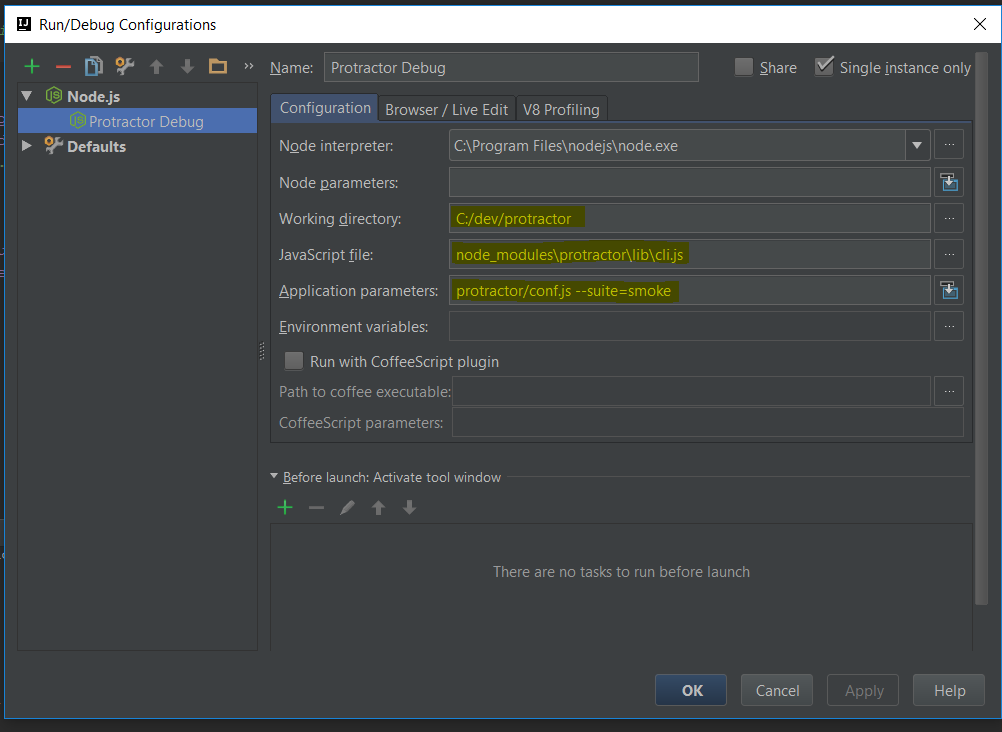 Run/Debug Configurations
Name: Protractor Debug Share Single instance only
Node.js
Protractor Debug
Defaults
Configuration Browser / Live Edit V8 Profiling
Node interpreter: C:\Program Files\nodejs\node.exe
Node parameters:
Working directory: C:/dev/protractor
JavaScript file: node_modules\protractor\lib\cli.js
Application parameters: protractor/conf.js --suite=smoke
Environment variables:
Run with CoffeeScript plugin
Path to coffee executable:
CoffeeScript parameters:
Before launch: Activate tool window
There are no tasks to run before launch
OK Cancel Apply Help